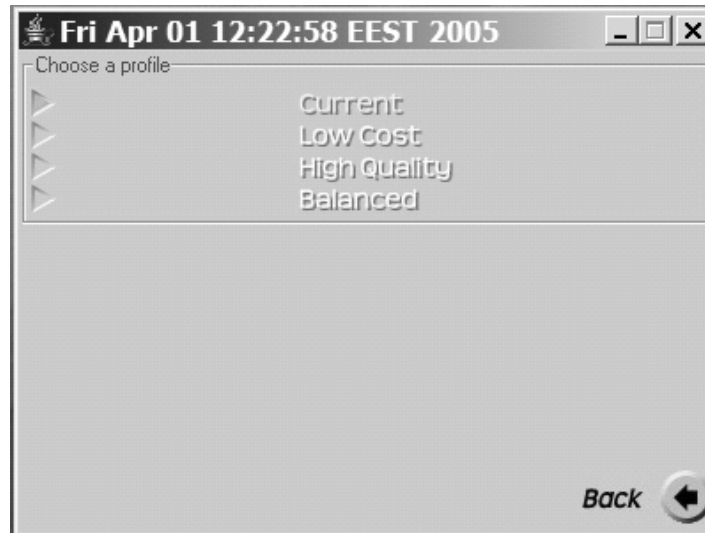 Fri Apr 01 12:22:58 EEST 2005
Choose a profile
Current
Low Cost
High Quality
Balanced
Back